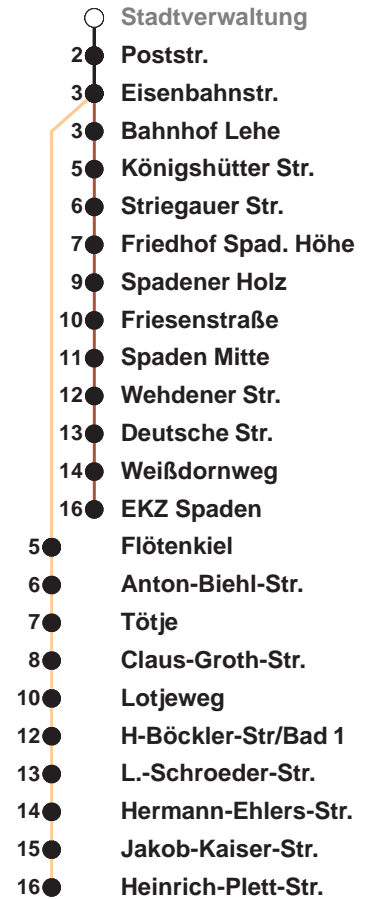 Stadtverwaltung
2 Poststr.
3 Eisenbahnstr.
3 Bahnhof Lehe
5 Königshütter Str.
6 Striegauer Str.
7 Friedhof Spad. Höhe
9 Spadener Holz
10 Friesenstraße
11 Spaden Mitte
12 Wehdener Str.
13 Deutsche Str.
14 Weißdornweg
16 EKZ Spaden
5 Flötenkiel
6 Anton-Biehl-Str.
7 Tötje
8 Claus-Groth-Str.
10 Lotjeweg
12 H-Böckler-Str/Bad 1
13 L.-Schroeder-Str.
14 Hermann-Ehlers-Str.
15 Jakob-Kaiser-Str.
16 Heinrich-Plett-Str.